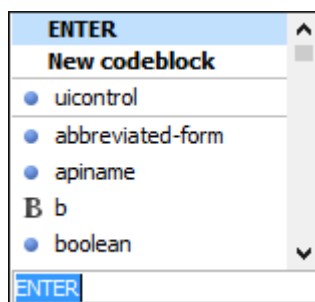 ENTER
New codeblock
uicontrol
abbreviated-form
apiname
B b
boolean
ENTER